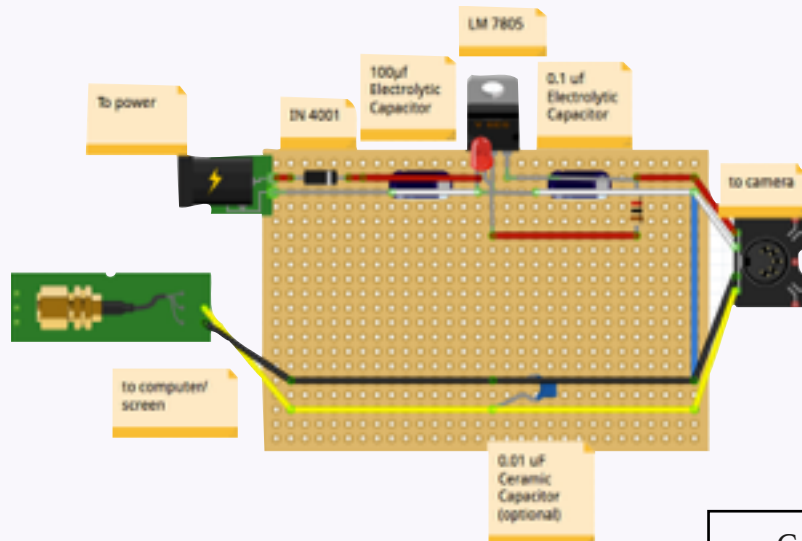 LM 7805
100µf
Electrolytic
Capacitor
0.1 uf
Electrolytic
Capacitor
To power
IN 4001
to camera
to computer/
screen
0.01 uF
Ceramic
Capacitor
(optional)